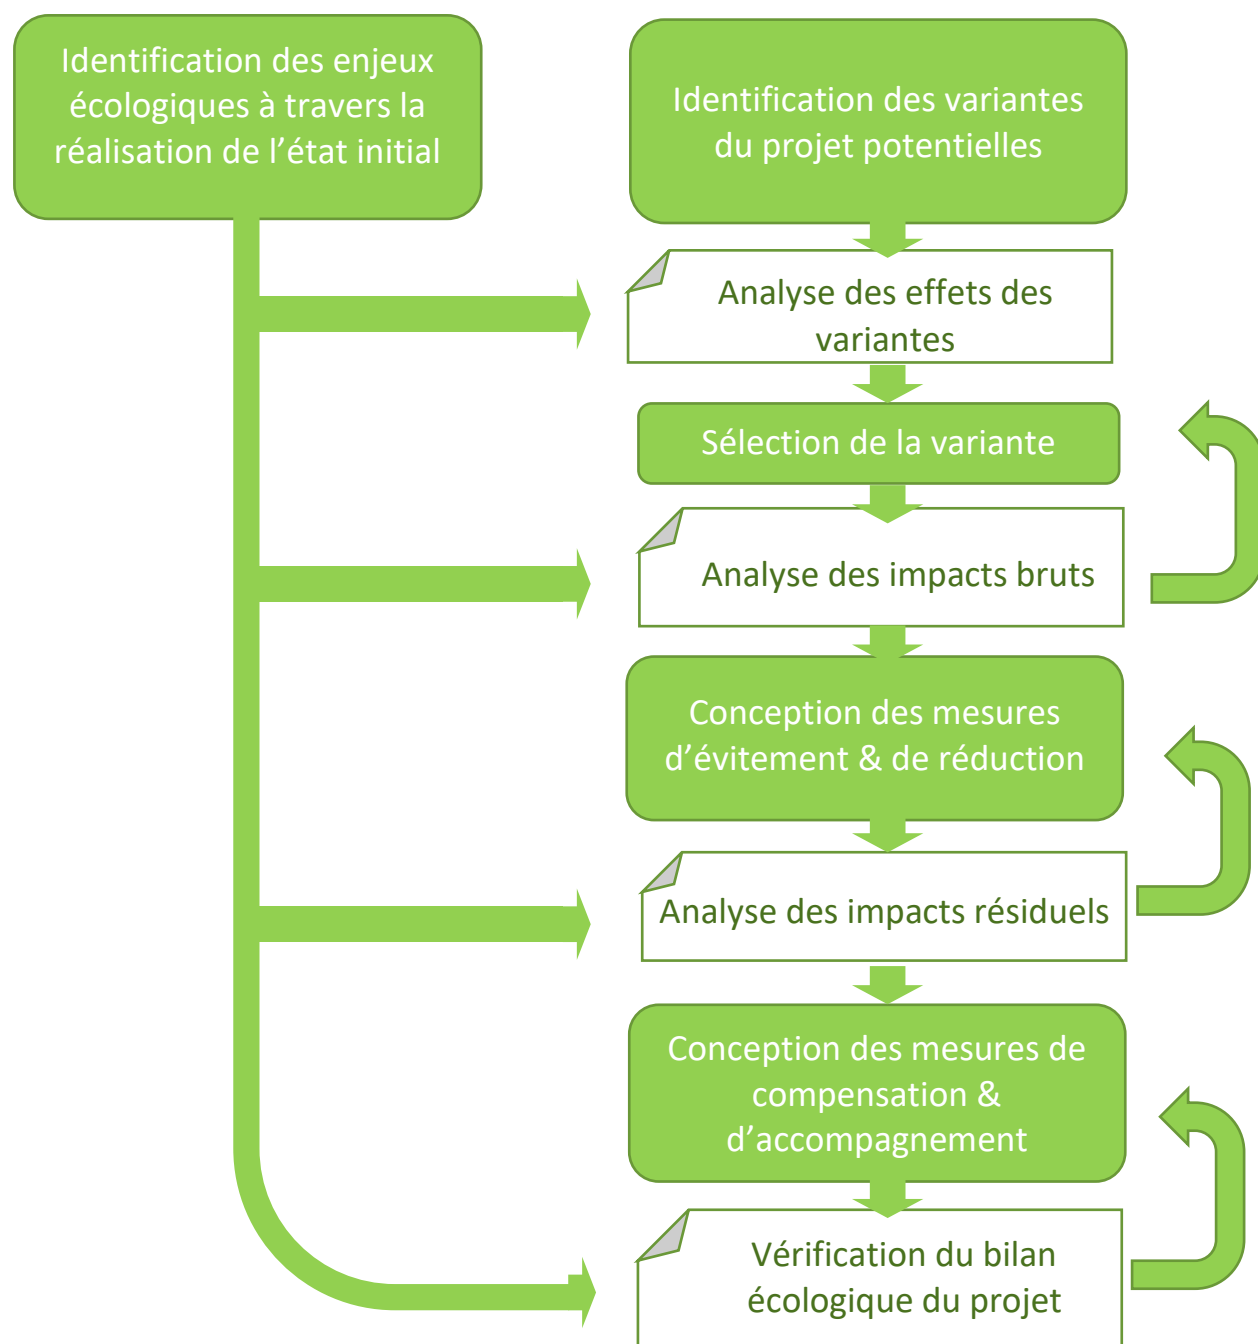 Identification des enjeux
écologiques à travers la
réalisation de l’état initial
Identification des variantes
du projet potentielles
Analyse des effets des
variantes
Sélection de la variante
Analyse des impacts bruts
Conception des mesures
d’évitement & de réduction
Analyse des impacts résiduels
Conception des mesures de
compensation &
d’accompagnement
Vérification du bilan
écologique du projet